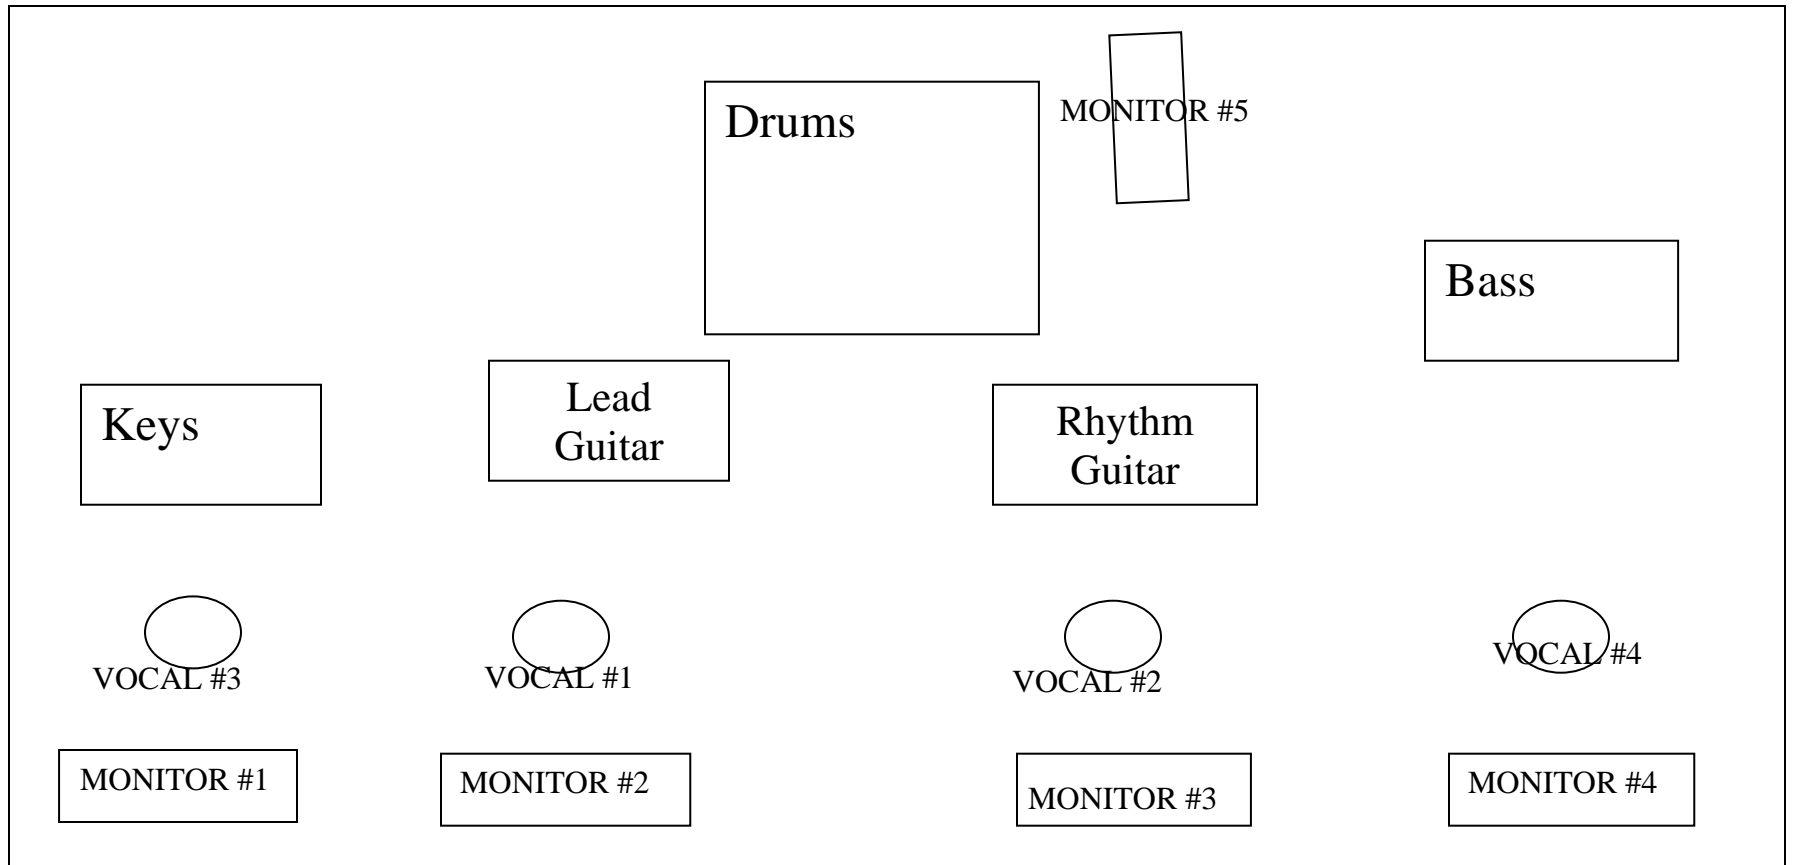 MONITOR #5
Drums
Bass
Keys
Lead
Guitar
Rhythm
Guitar
VOCAL #3
VOCAL #1
VOCAL #2
VOCAL #4
MONITOR #1
MONITOR #2
MONITOR #3
MONITOR #4